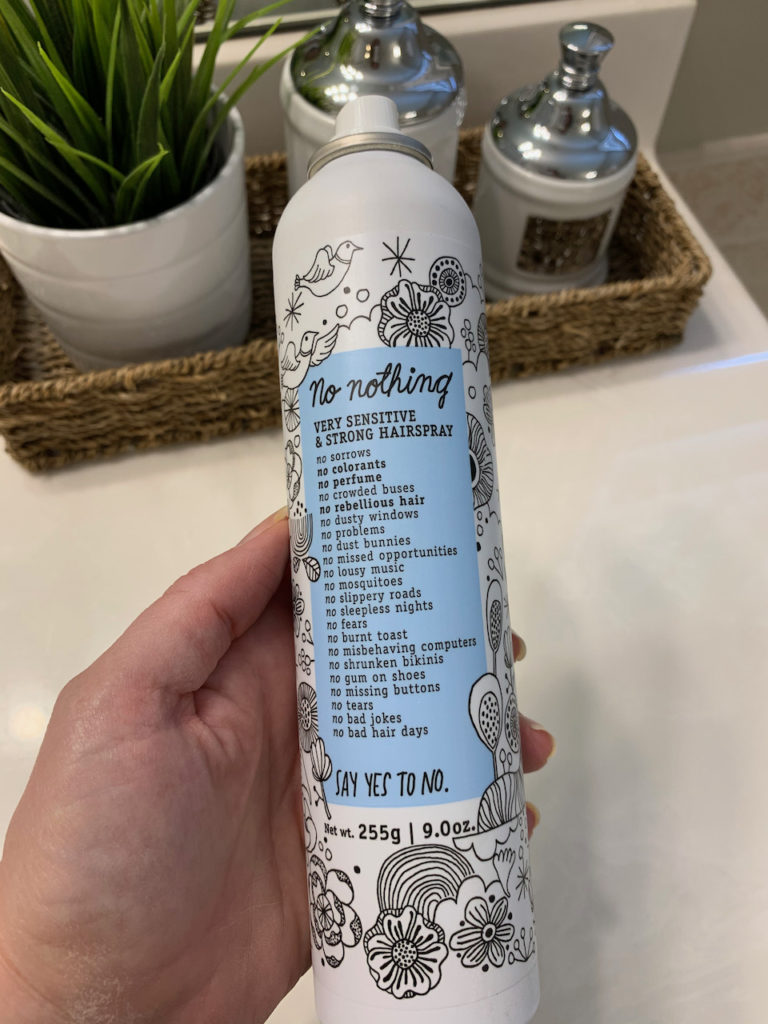 No nothing
VERY SENSITIVE
& STRONG HAIRSPRAY
no sorrows
no colorants
no perfume
no crowded buses
no rebellious hair
no dusty windows
no problems
no dust bunnies
no missed opportunities
no lousy music
no mosquitoes
no slippery roads
no sleepless nights
no fears
no burnt toast
no misbehaving computers
no shrunken bikinis
no gum on shoes
no missing buttons
no tears
no bad jokes
no bad hair days
SAY YES TO NO.
Net wt. 255g | 9.0oz.